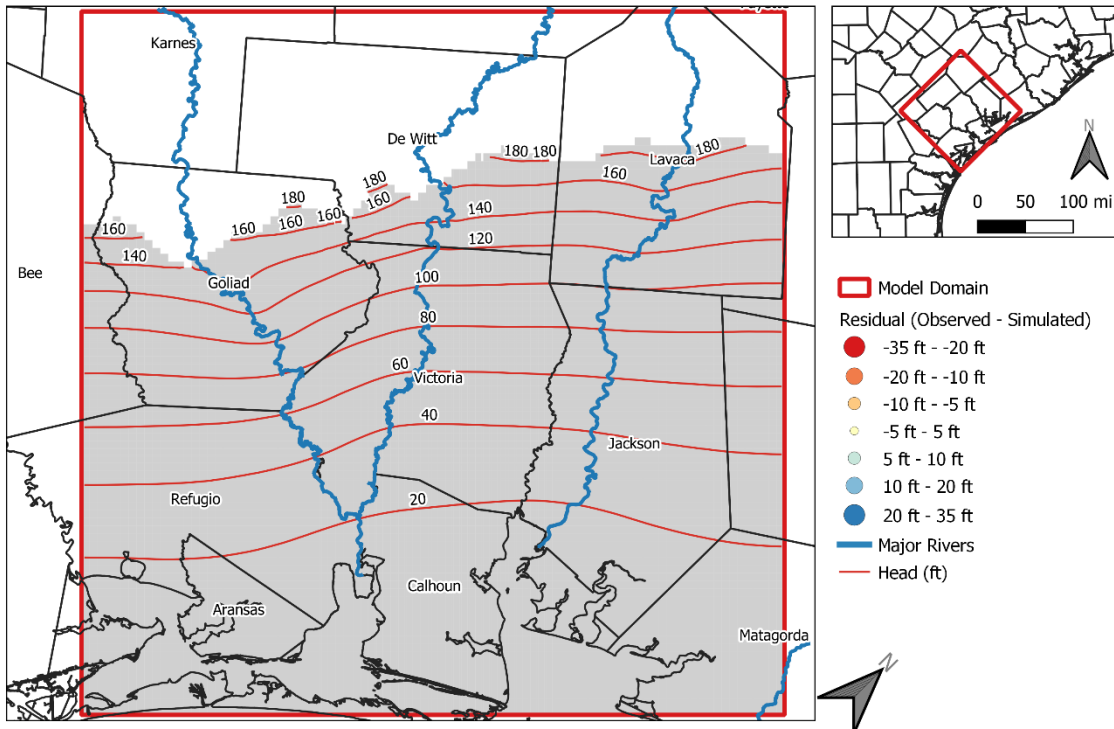 Karnes
De Witt
180 180
Lavaca
180
180
160
180
160
160
160
160
160
140
140
120
Bee
Goliad
100
80
60
Victoria
40
Jackson
20
Refugio
Calhoun
Aransas
Matagorda
N
N
0 50 100 mi
Model Domain
Residual (Observed - Simulated)
-35 ft - -20 ft
-20 ft - -10 ft
-10 ft - -5 ft
-5 ft - 5 ft
5 ft - 10 ft
10 ft - 20 ft
20 ft - 35 ft
Major Rivers
Head (ft)